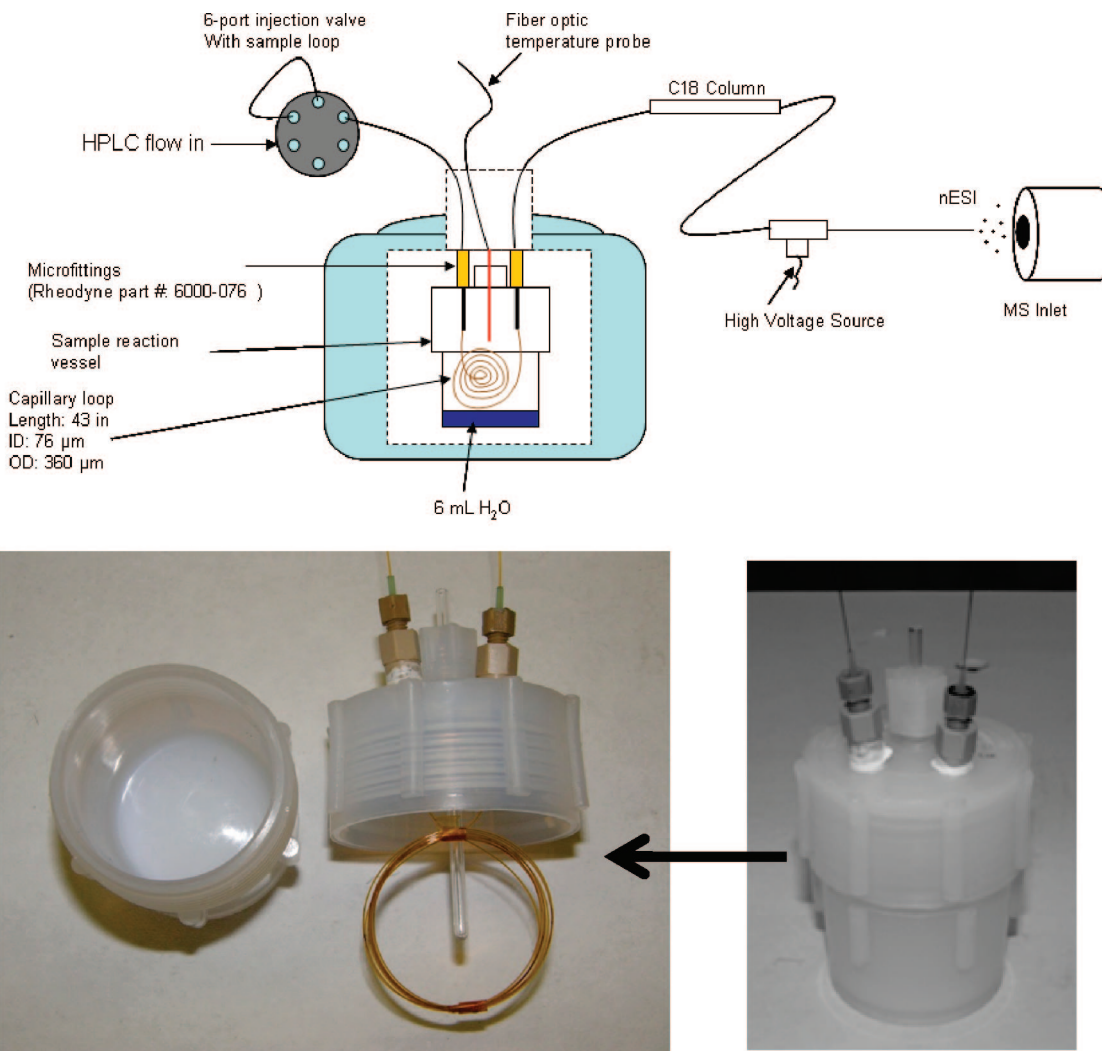 6-port injection valve
With sample loop
Fiber optic
temperature probe
C18 Column
HPLC flow in
nESI
Microfittings
(Rheodyne part #: 6000-076 )
High Voltage Source
MS Inlet
Sample reaction
vessel
Capillary loop
Length: 43 in
ID: 76 µm
OD: 360 µm
6 mL H₂O